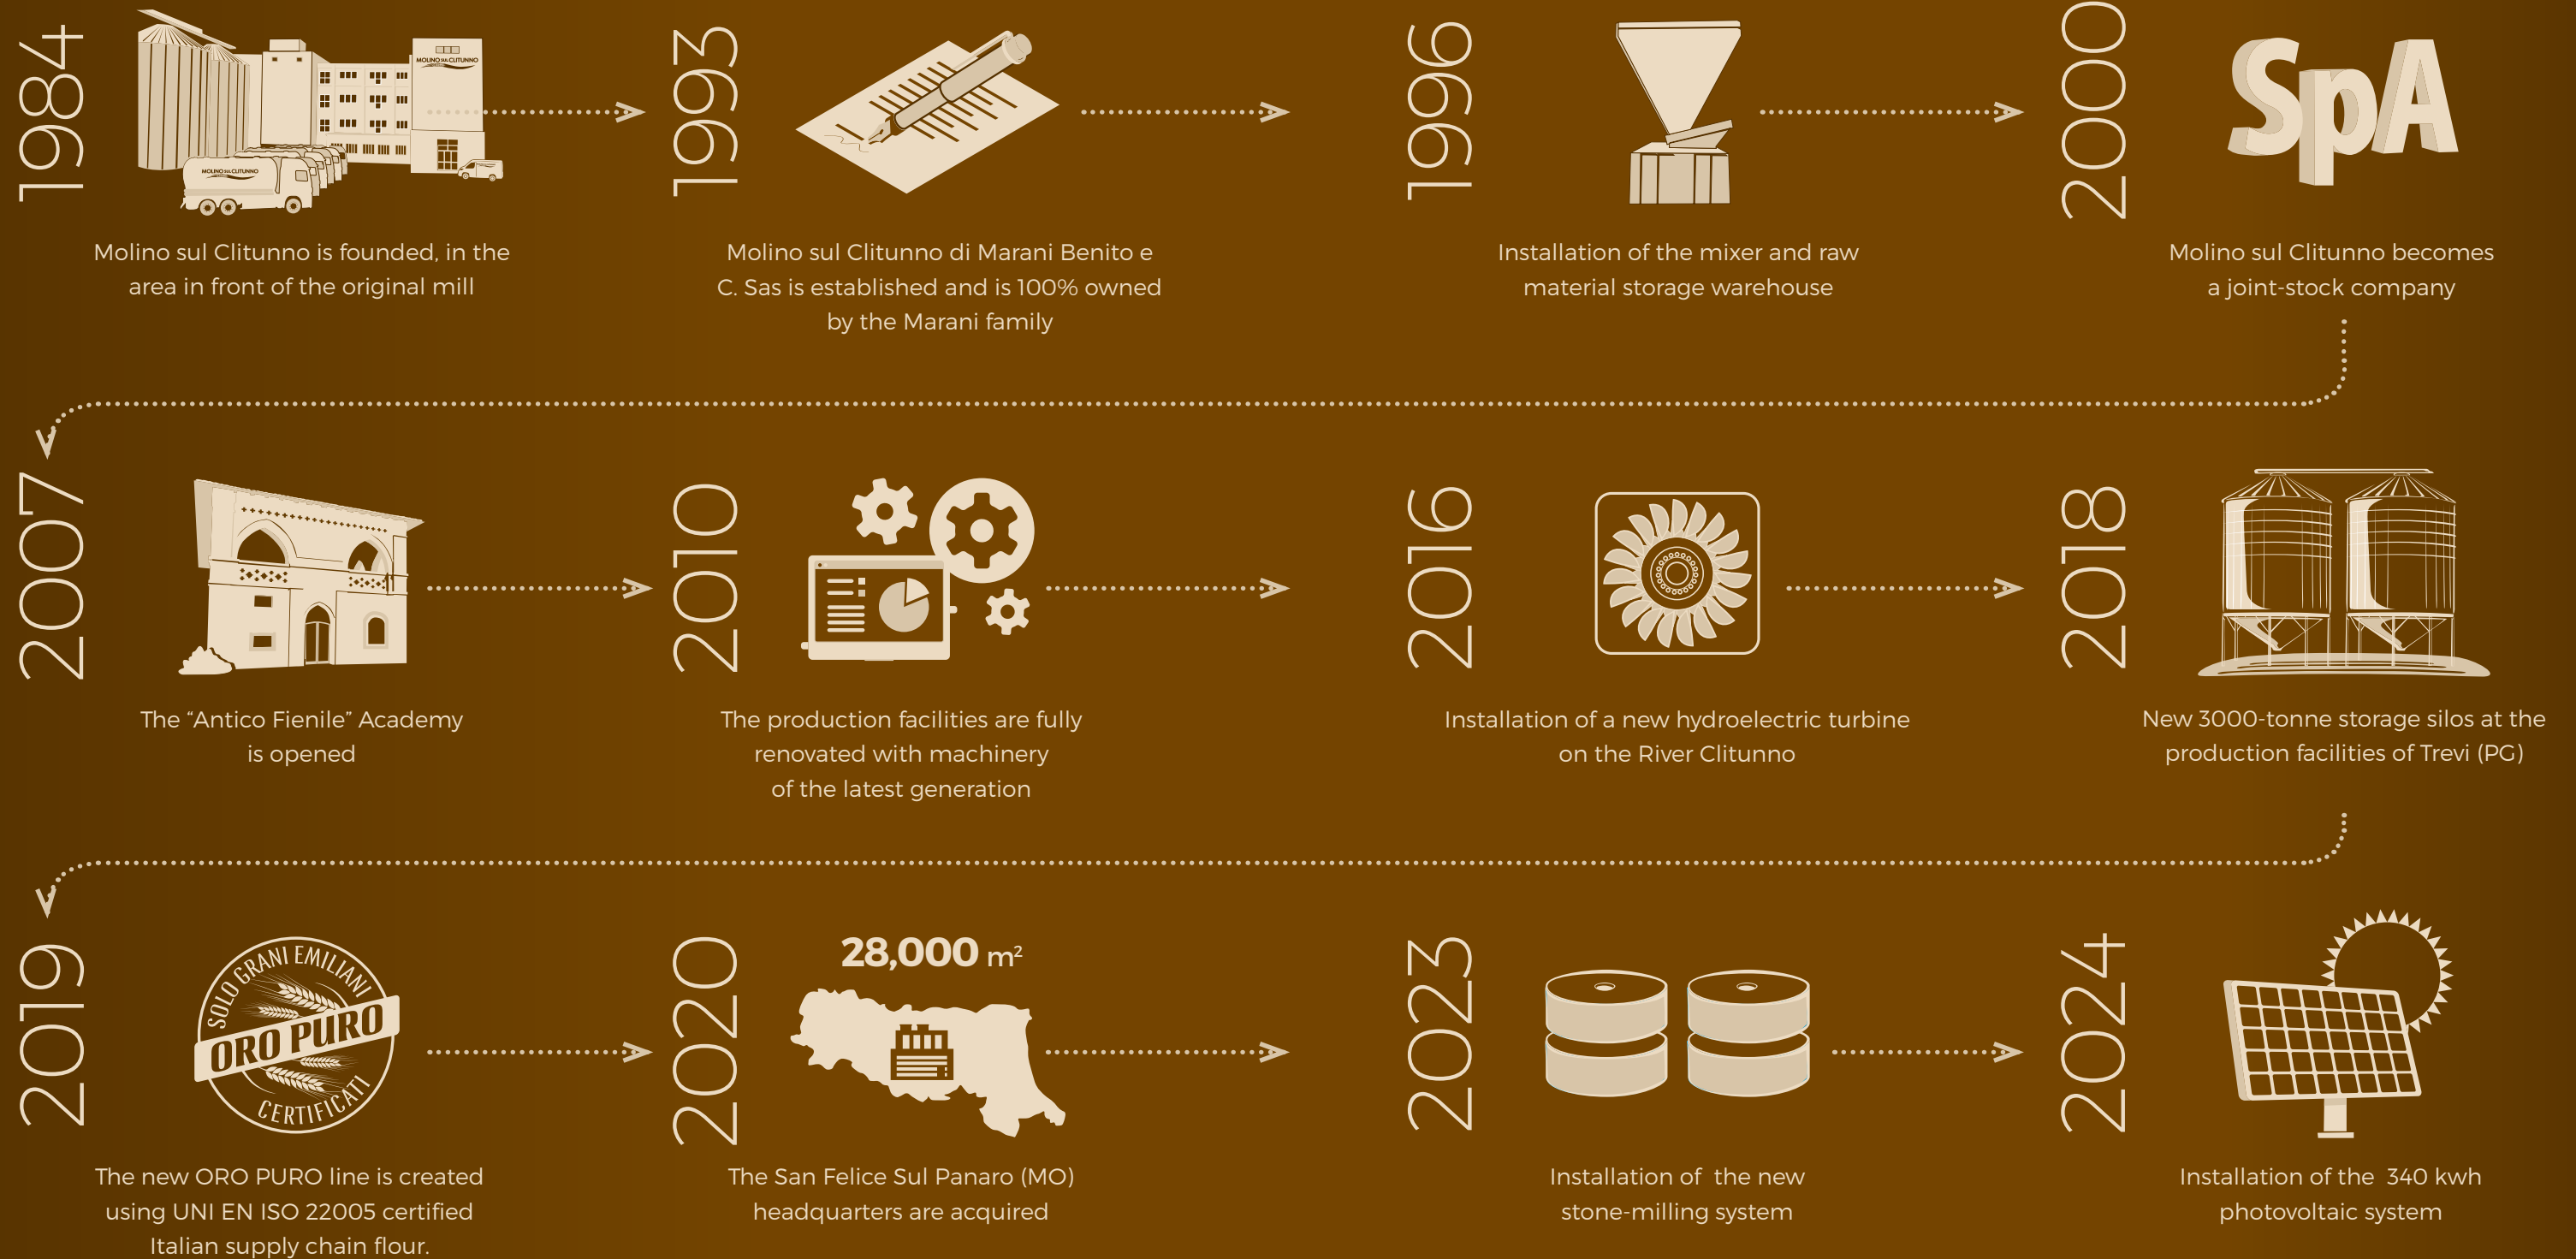 1984
MOLINO SUL CLITUNNO
MOLINO SUL CLITUNNO
Molino sul Clitunno is founded, in the
area in front of the original mill
1993
Molino sul Clitunno di Marani Benito e
C. Sas is established and is 100% owned
by the Marani family
1996
Installation of the mixer and raw
material storage warehouse
2000
SpA
Molino sul Clitunno becomes
a joint-stock company
2007
The “Antico Fienile” Academy
is opened
2010
The production facilities are fully
renovated with machinery
of the latest generation
2016
Installation of a new hydroelectric turbine
on the River Clitunno
2018
New 3000-tonne storage silos at the
production facilities of Trevi (PG)
2019
SOLO GRANI EMILIANI
ORO PURO
CERTIFICATI
The new ORO PURO line is created
using UNI EN ISO 22005 certified
Italian supply chain flour.
2020
28,000 m²
The San Felice Sul Panaro (MO)
headquarters are acquired
2023
Installation of  the new
stone-milling system
2024
Installation of the  340 kwh
photovoltaic system